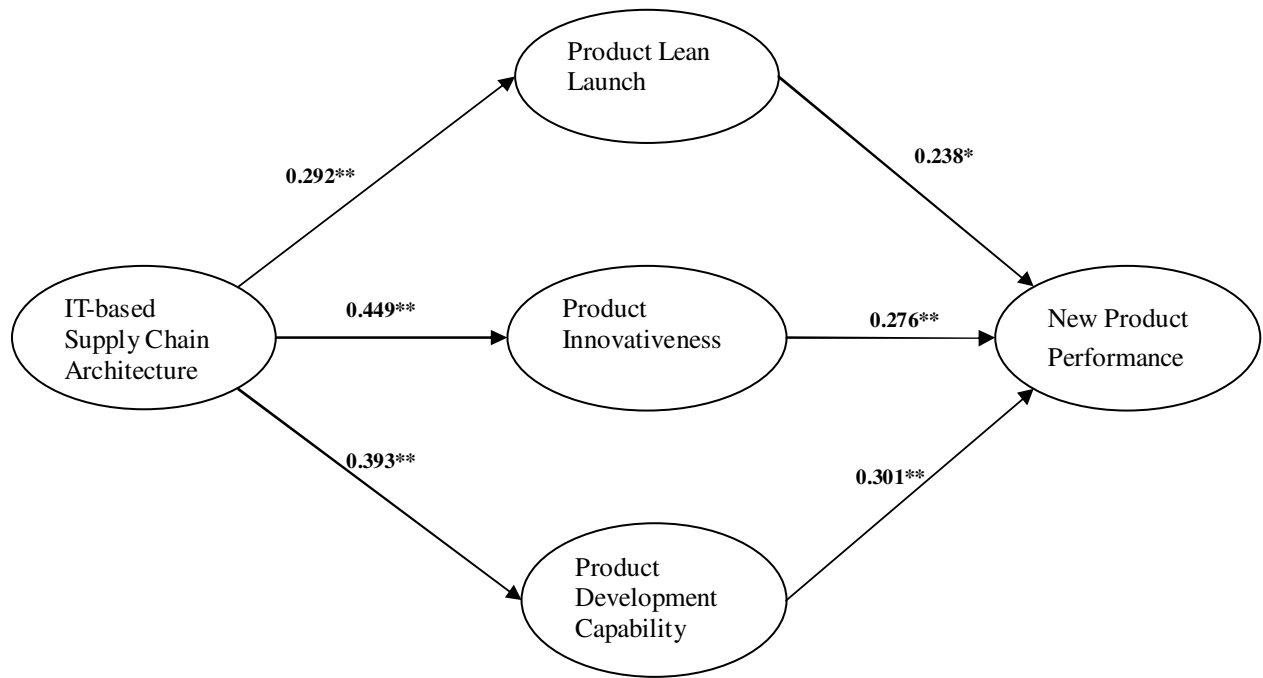 Product Lean
Launch
0.292**
0.238*
IT-based
Supply Chain
Architecture
0.449**
Product
Innovativeness
0.276**
New Product
Performance
0.393**
0.301**
Product
Development
Capability